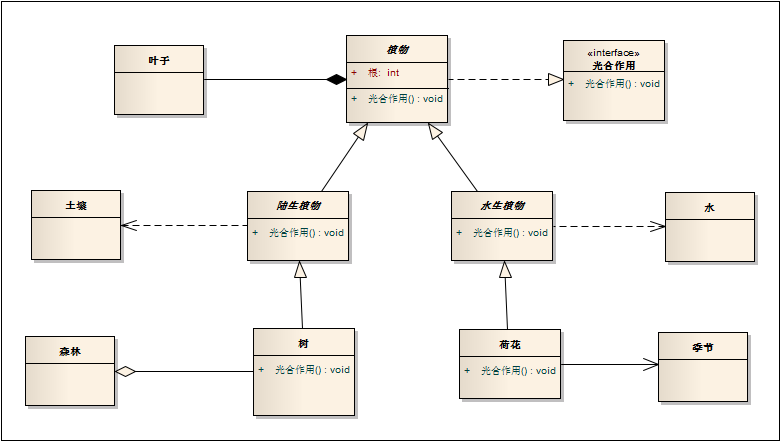 叶子
植物
+ 根: int
+ 光合作用() : void
«interface»
光合作用
+ 光合作用() : void
土壤
陆生植物
+ 光合作用() : void
水生植物
+ 光合作用() : void
水
森林
树
+ 光合作用() : void
荷花
+ 光合作用() : void
季节